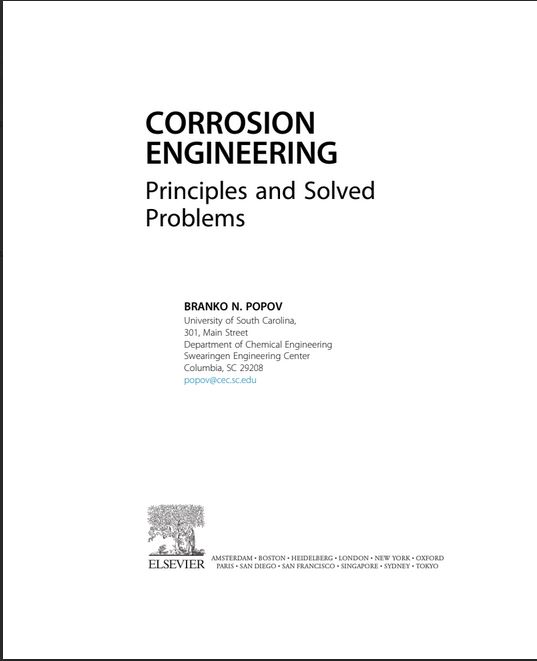 CORROSION
ENGINEERING
Principles and Solved
Problems
BRANKO N. POPOV
University of South Carolina,
301, Main Street
Department of Chemical Engineering
Swearingen Engineering Center
Columbia, SC 29208
popov@cec.sc.edu
ELSEVIER
AMSTERDAM • BOSTON • HEIDELBERG • LONDON • NEW YORK • OXFORD
PARIS • SAN DIEGO • SAN FRANCISCO • SINGAPORE • SYDNEY • TOKYO